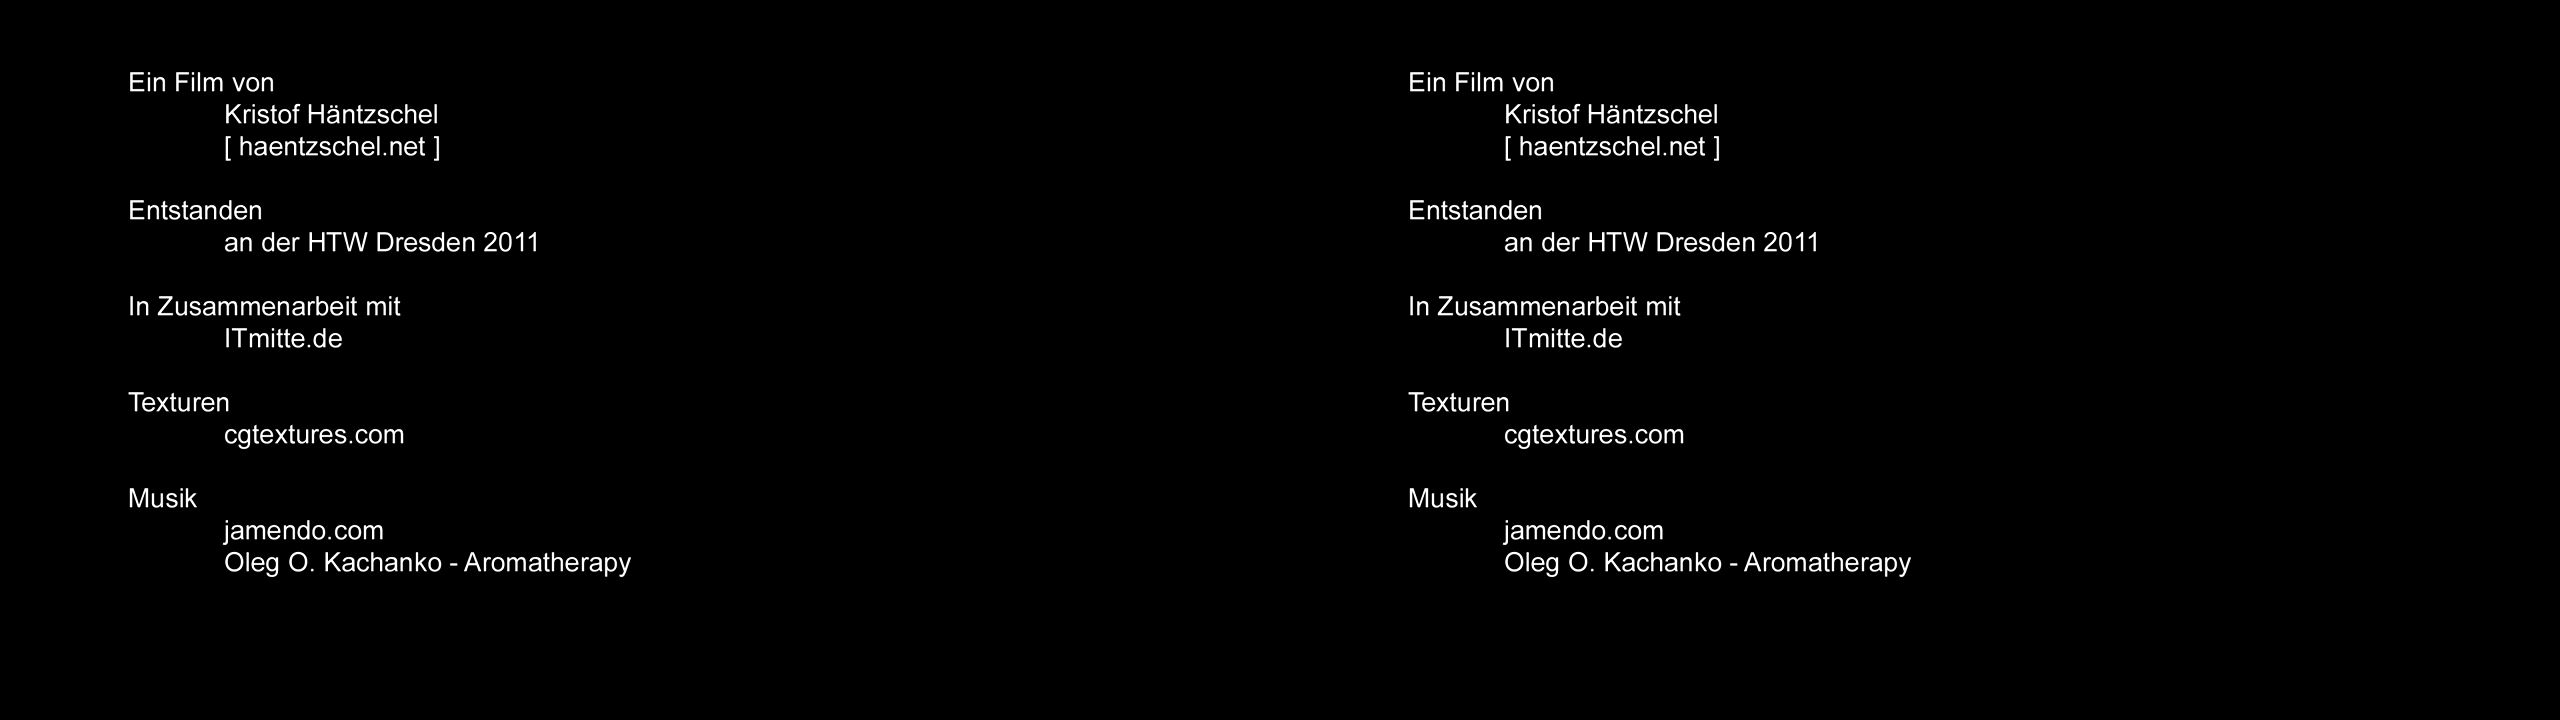 Ein Film von
Kristof Häntzschel
[ haentzschel.net ]
Entstanden
an der HTW Dresden 2011
In Zusammenarbeit mit
ITmitte.de
Texturen
cgtextures.com
Musik
jamendo.com
Oleg O. Kachanko - Aromatherapy
Ein Film von
Kristof Häntzschel
[ haentzschel.net ]
Entstanden
an der HTW Dresden 2011
In Zusammenarbeit mit
ITmitte.de
Texturen
cgtextures.com
Musik
jamendo.com
Oleg O. Kachanko - Aromatherapy